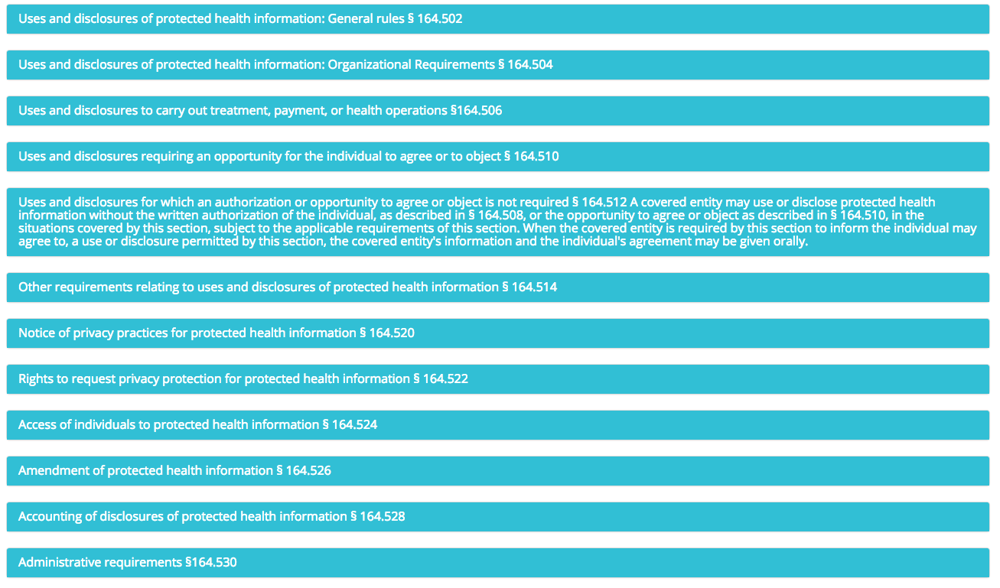 Uses and disclosures of protected health information: General rules § 164.502
Uses and disclosures of protected health information: Organizational Requirements § 164.504
Uses and disclosures to carry out treatment, payment, or health operations §164.506
Uses and disclosures requiring an opportunity for the individual to agree or to object § 164.510
Uses and disclosures for which an authorization or opportunity to agree or object is not required § 164.512 A covered entity may use or disclose protected health
information without the written authorization of the individual, as described in § 164.508, or the opportunity to agree or object as described in § 164.510, in the
situations covered by this section, subject to the applicable requirements of this section. When the covered entity is required by this section to inform the individual may
agree to, a use or disclosure permitted by this section, the covered entity's information and the individual's agreement may be given orally.
Other requirements relating to uses and disclosures of protected health information § 164.514
Notice of privacy practices for protected health information § 164.520
Rights to request privacy protection for protected health information § 164.522
Access of individuals to protected health information § 164.524
Amendment of protected health information § 164.526
Accounting of disclosures of protected health information § 164.528
Administrative requirements §164.530